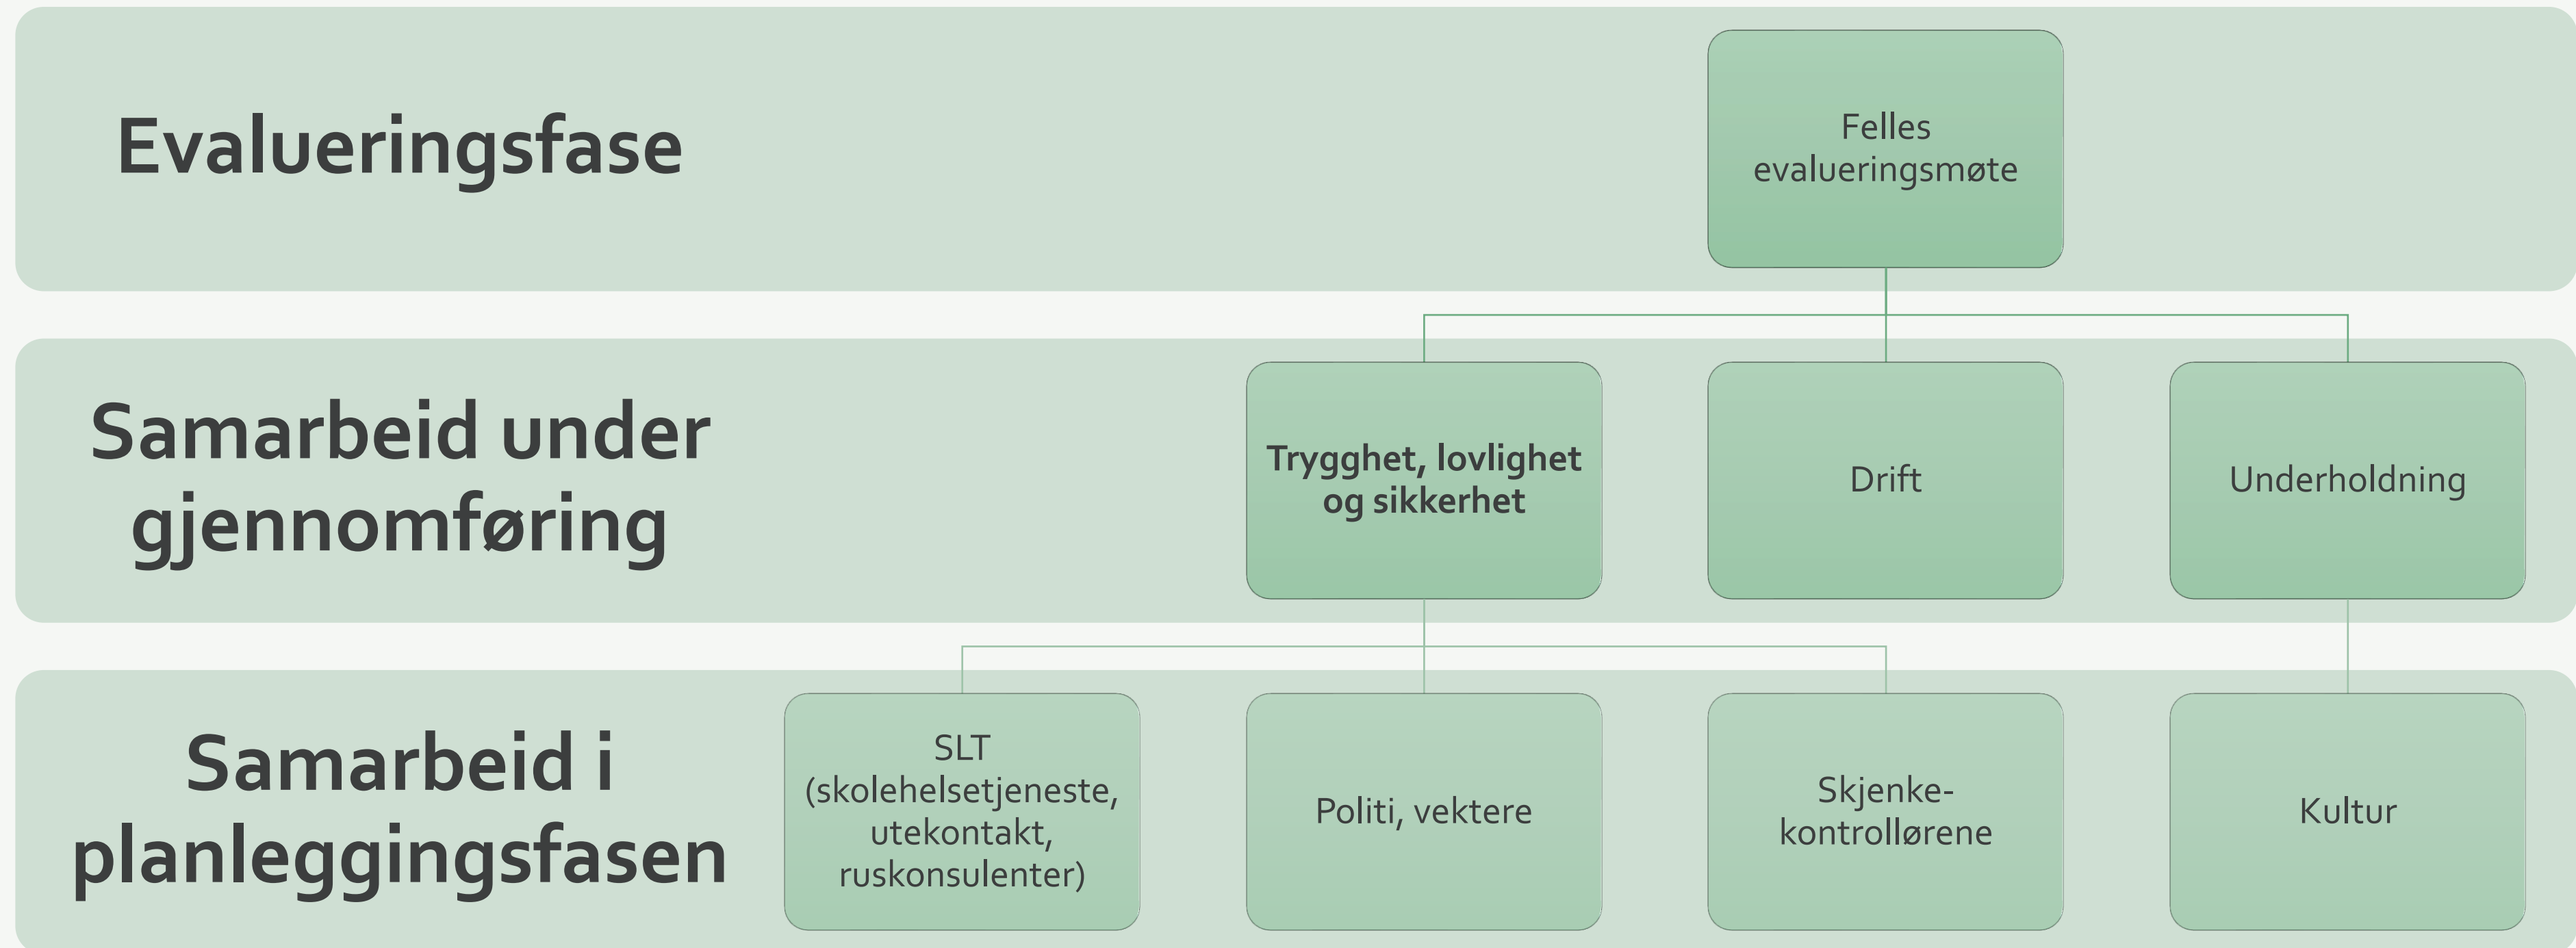 Evalueringsfase
Felles
evalueringsmøte
Samarbeid under
gjennomføring
Trygghet, lovlighet
og sikkerhet
Drift
Underholdning
Samarbeid i
planleggingsfasen
SLT
(skolehelsetjeneste,
utekontakt,
ruskonsulenter)
Politi, vektere
Skjenke-
kontrollørene
Kultur